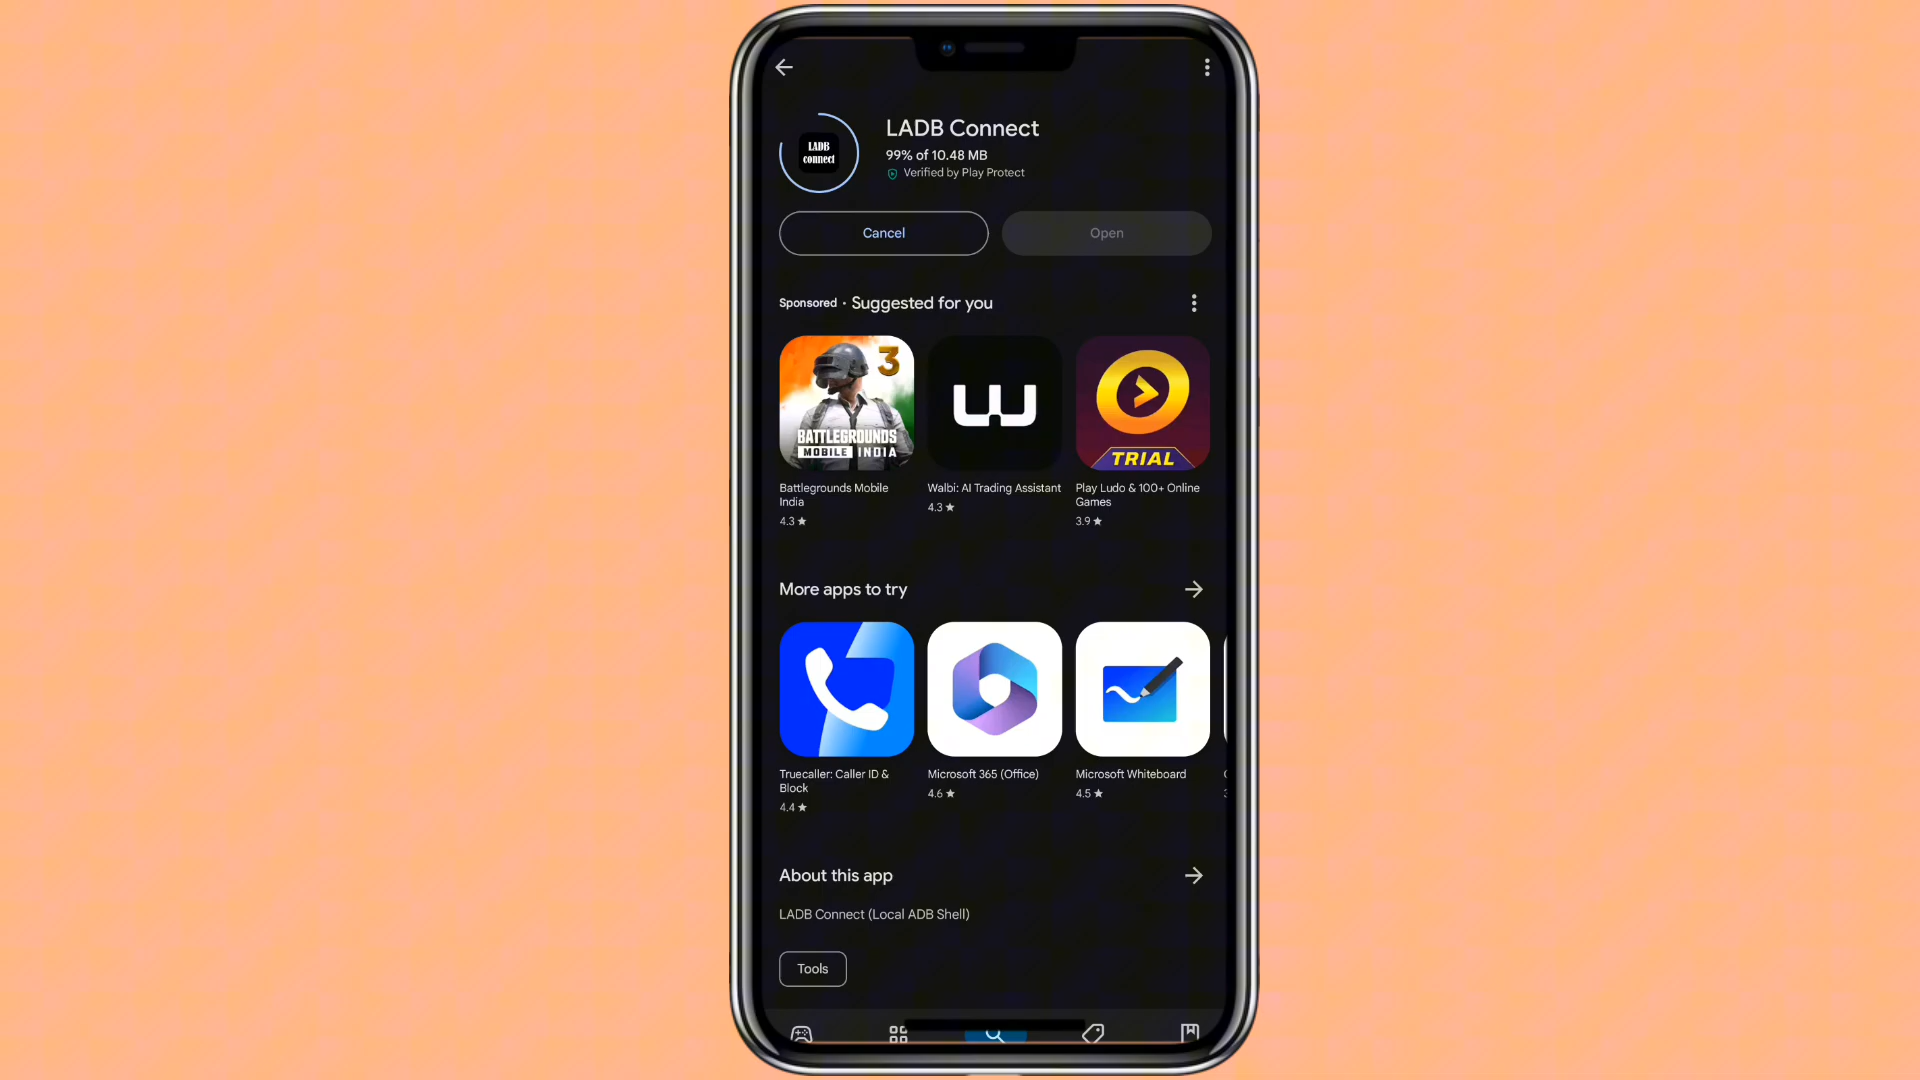 LADB
connect
LADB Connect
99% of 10.48 MB
Verified by Play Protect
Cancel
Open
Sponsored · Suggested for you
3
BATTLEGROUNDS
MOBILE INDIA
TRIAL
Battlegrounds Mobile
India
4.3 ★
Walbi: AI Trading Assistant
4.3 ★
Play Ludo & 100+ Online
Games
3.9 ★
More apps to try
Truecaller: Caller ID &
Block
4.4 ★
Microsoft 365 (Office)
4.6 ★
Microsoft Whiteboard
4.5 ★
About this app
LADB Connect (Local ADB Shell)
Tools